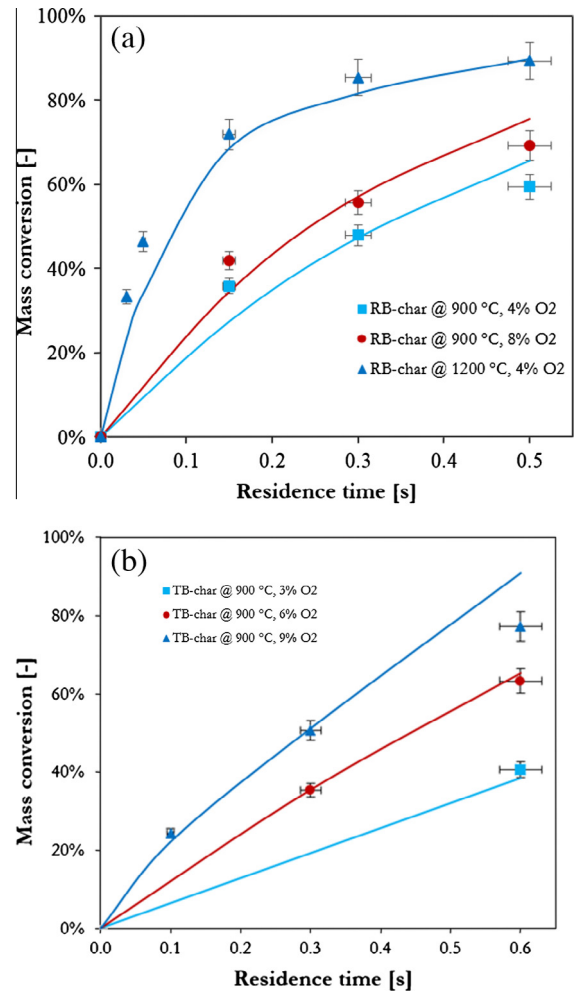 (a)
100%
80%
60%
40%
20%
0%
Mass conversion [-]
RB-char @ 900 °C, 4% O2
RB-char @ 900 °C, 8% O2
RB-char @ 1200 °C, 4% O2
0.0 0.1 0.2 0.3 0.4 0.5
Residence time [s]
(b)
100%
80%
60%
40%
20%
0%
Mass conversion [-]
TB-char @ 900 °C, 3% O2
TB-char @ 900 °C, 6% O2
TB-char @ 900 °C, 9% O2
0.0 0.1 0.2 0.3 0.4 0.5 0.6
Residence time [s]